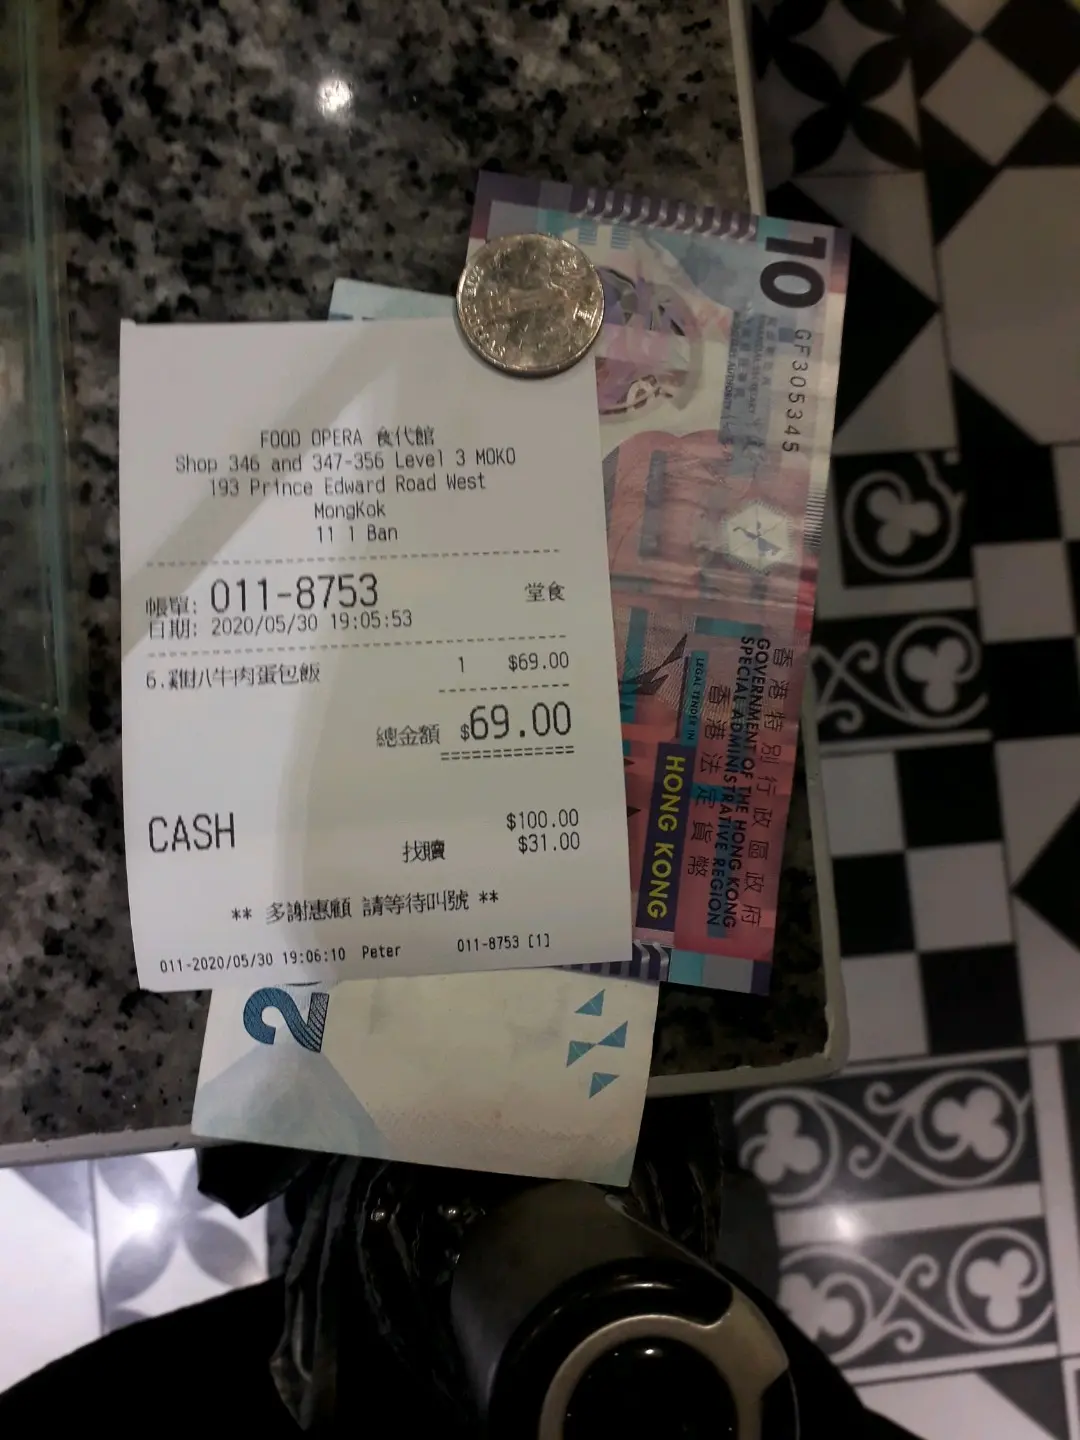 FOOD OPERA 食代館
Shop 346 and 347-356 Level 3 MOKO
193 Prince Edward Road West
MongKok
11 1 Ban
帳單: 011-8753 堂食
日期: 2020/05/30 19:05:53
6.雞扒牛肉蛋包飯 1 $69.00
總金額 $69.00
CASH $100.00
找贖 $31.00
** 多謝惠顧 請等待叫號 **
011-2020/05/30 19:06:10 Peter 011-8753 [1]
10
GF305345
香港特別行政區政府
GOVERNMENT OF THE HONG KONG
SPECIAL ADMINISTRATIVE REGION
香港法定貨幣
LEGAL TENDER IN
HONG KONG
2